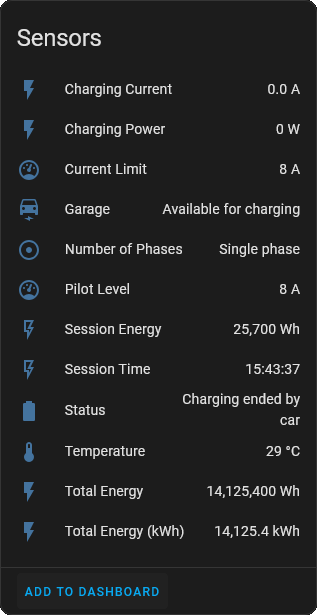 Sensors
Charging Current 0.0 A
Charging Power 0 W
Current Limit 8 A
Garage Available for charging
Number of Phases Single phase
Pilot Level 8 A
Session Energy 25,700 Wh
Session Time 15:43:37
Status Charging ended by
car
Temperature 29 °C
Total Energy 14,125,400 Wh
Total Energy (kWh) 14,125.4 kWh
ADD TO DASHBOARD